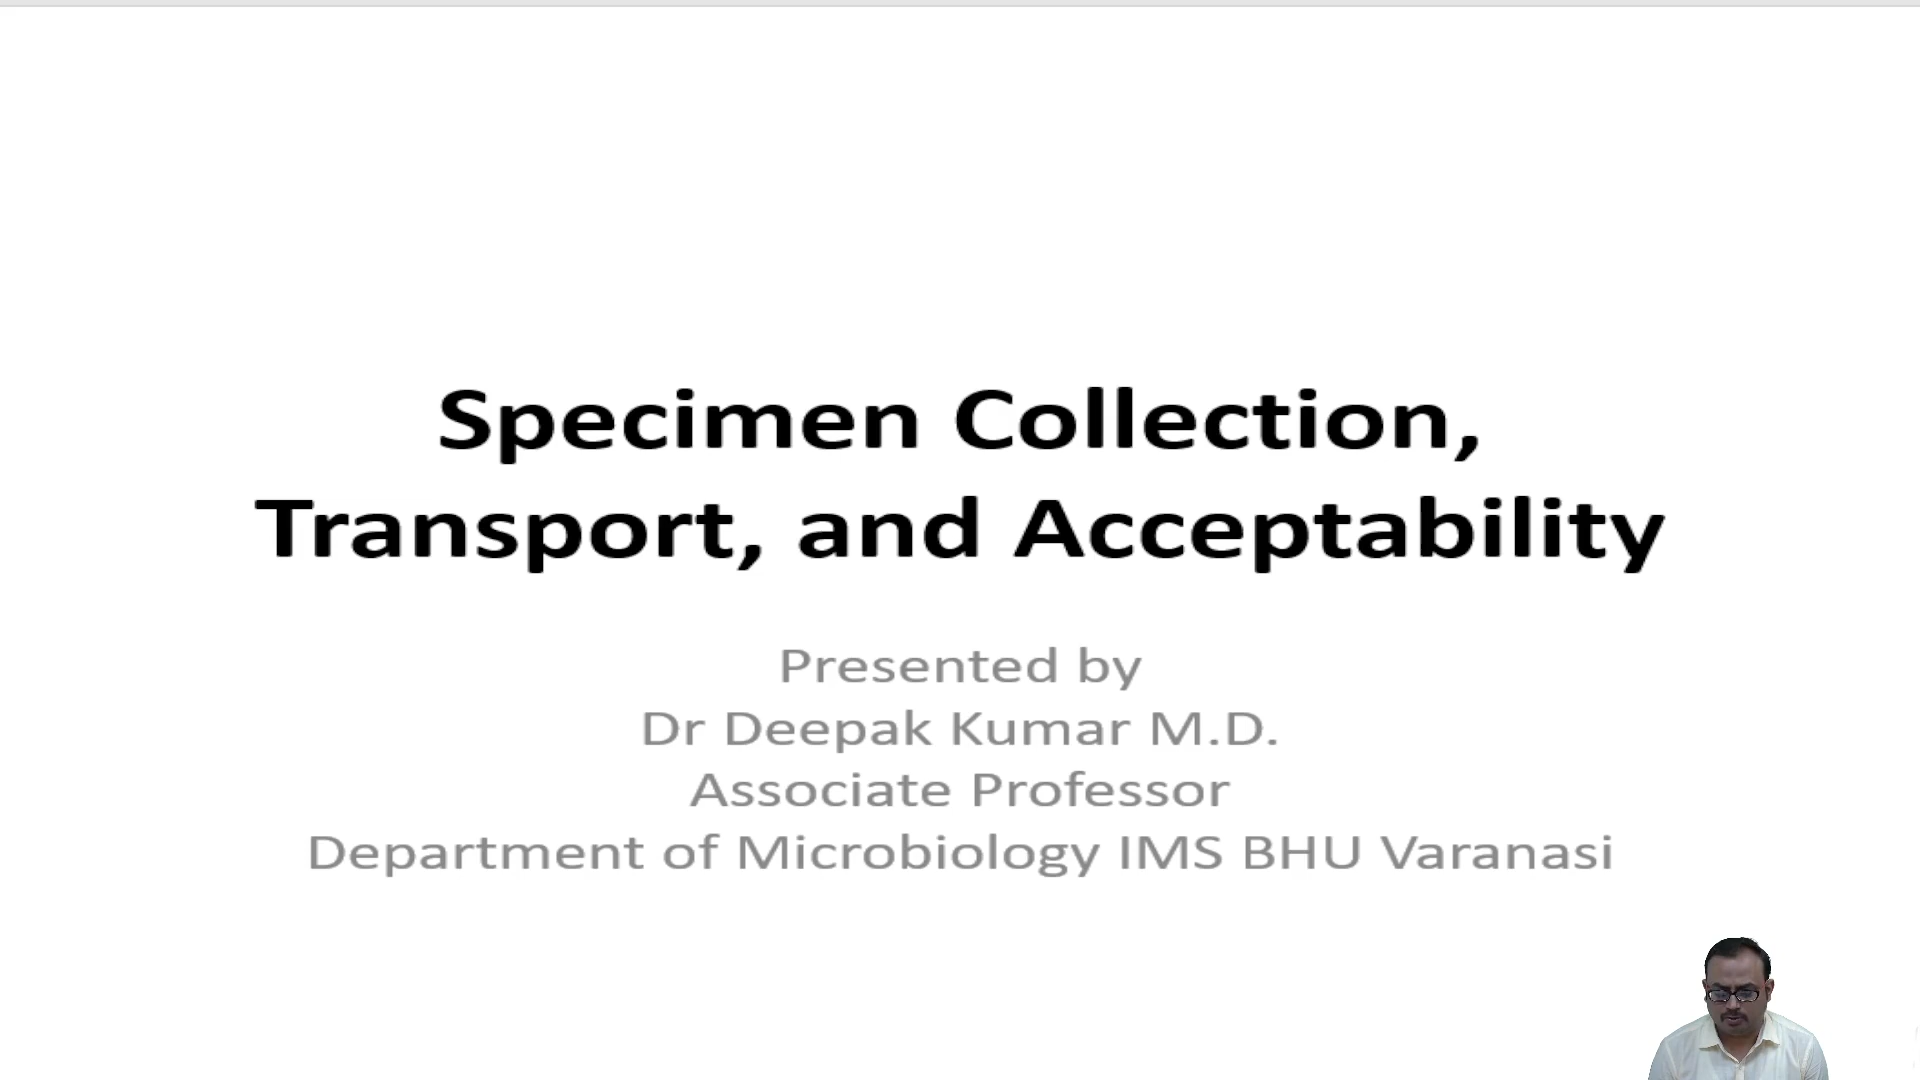 Specimen Collection,
Transport, and Acceptability
Presented by
Dr Deepak Kumar M.D.
Associate Professor
Department of Microbiology IMS BHU Varanasi